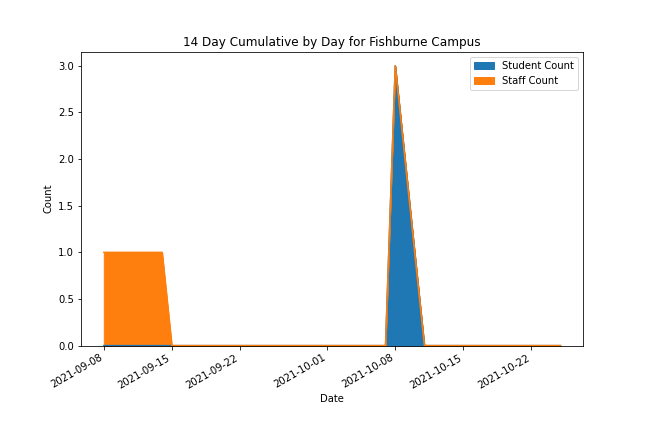 14 Day Cumulative by Day for Fishburne Campus
Student Count
Staff Count
3.0
2.5
2.0
1.5
1.0
0.5
0.0
Count
2021-09-08
2021-09-15
2021-09-22
2021-10-01
2021-10-08
2021-10-15
2021-10-22
Date